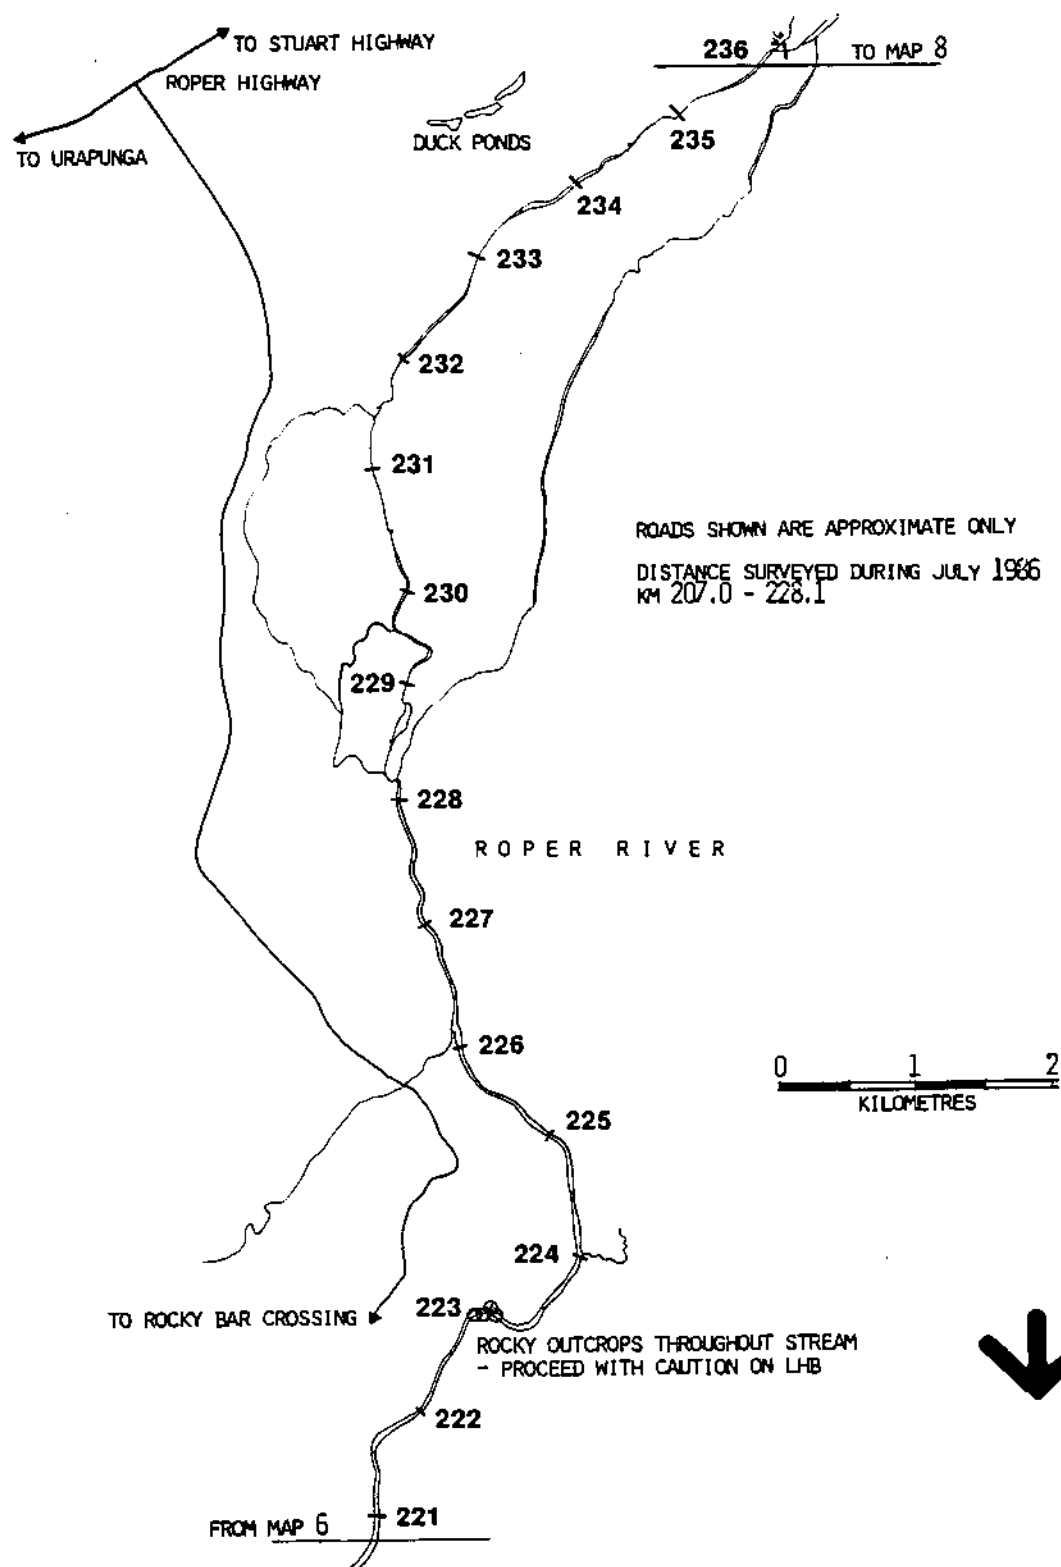 TO STUART HIGHWAY
236
TO MAP 8
ROPER HIGHWAY
DUCK PONDS
235
TO URAPUNGA
234
233
232
231
ROADS SHOWN ARE APPROXIMATE ONLY
DISTANCE SURVEYED DURING JULY 1986
KM 207.0 - 228.1
230
229
228
ROPER RIVER
227
226
0 1 2
KILOMETRES
225
224
223
TO ROCKY BAR CROSSING
ROCKY OUTCROPS THROUGHOUT STREAM
- PROCEED WITH CAUTION ON LHB
222
221
FROM MAP 6